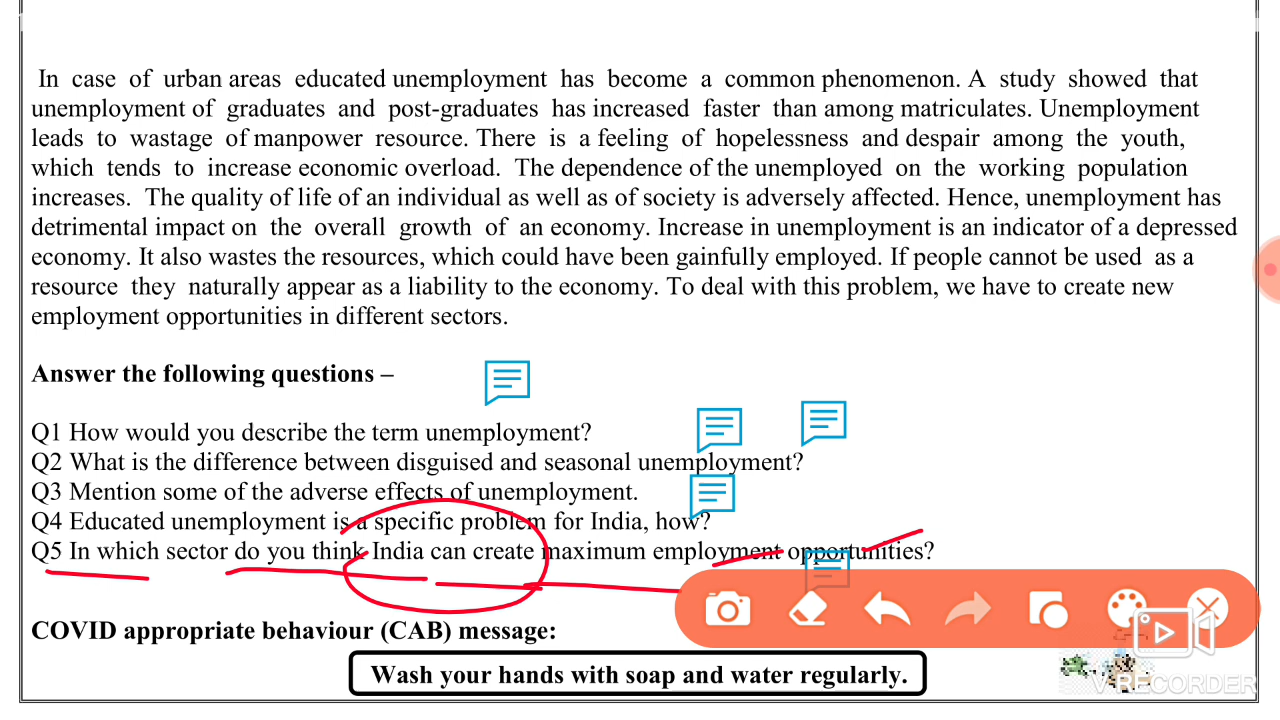 In case of urban areas educated unemployment has become a common phenomenon. A study showed that
unemployment of graduates and post-graduates has increased faster than among matriculates. Unemployment
leads to wastage of manpower resource. There is a feeling of hopelessness and despair among the youth,
which tends to increase economic overload. The dependence of the unemployed on the working population
increases. The quality of life of an individual as well as of society is adversely affected. Hence, unemployment has
detrimental impact on the overall growth of an economy. Increase in unemployment is an indicator of a depressed
economy. It also wastes the resources, which could have been gainfully employed. If people cannot be used as a
resource they naturally appear as a liability to the economy. To deal with this problem, we have to create new
employment opportunities in different sectors.
Answer the following questions –
Q1 How would you describe the term unemployment?
Q2 What is the difference between disguised and seasonal unemployment?
Q3 Mention some of the adverse effects of unemployment.
Q4 Educated unemployment is a specific problem for India, how?
Q5 In which sector do you think India can create maximum employment opportunities?
COVID appropriate behaviour (CAB) message:
Wash your hands with soap and water regularly.
V RECORDER